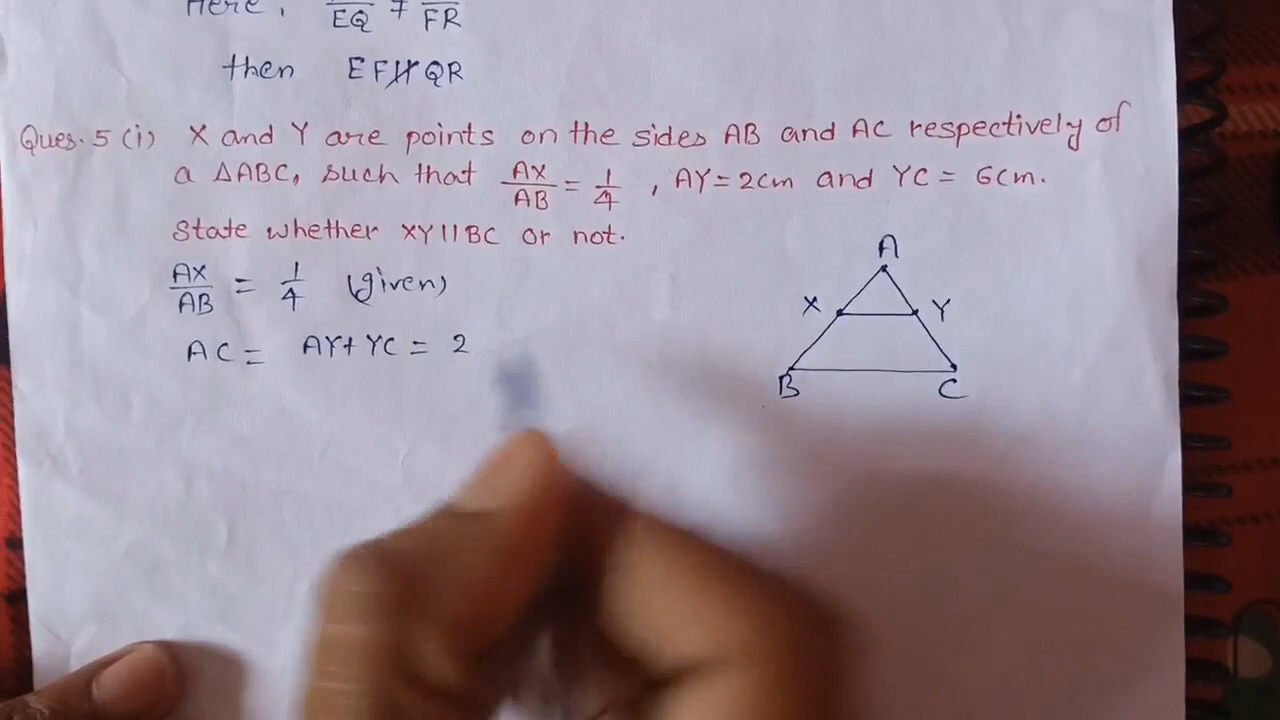 Here, EQ ≠ FR
then EF∦QR
Ques. 5 (i) X and Y are points on the sides AB and AC respectively of
a ΔABC, such that AX/AB = 1/4, AY=2cm and YC = 6cm.
State whether XY||BC or not.
AX/AB = 1/4 (given)
AC = AY+YC = 2
A
X Y
B C